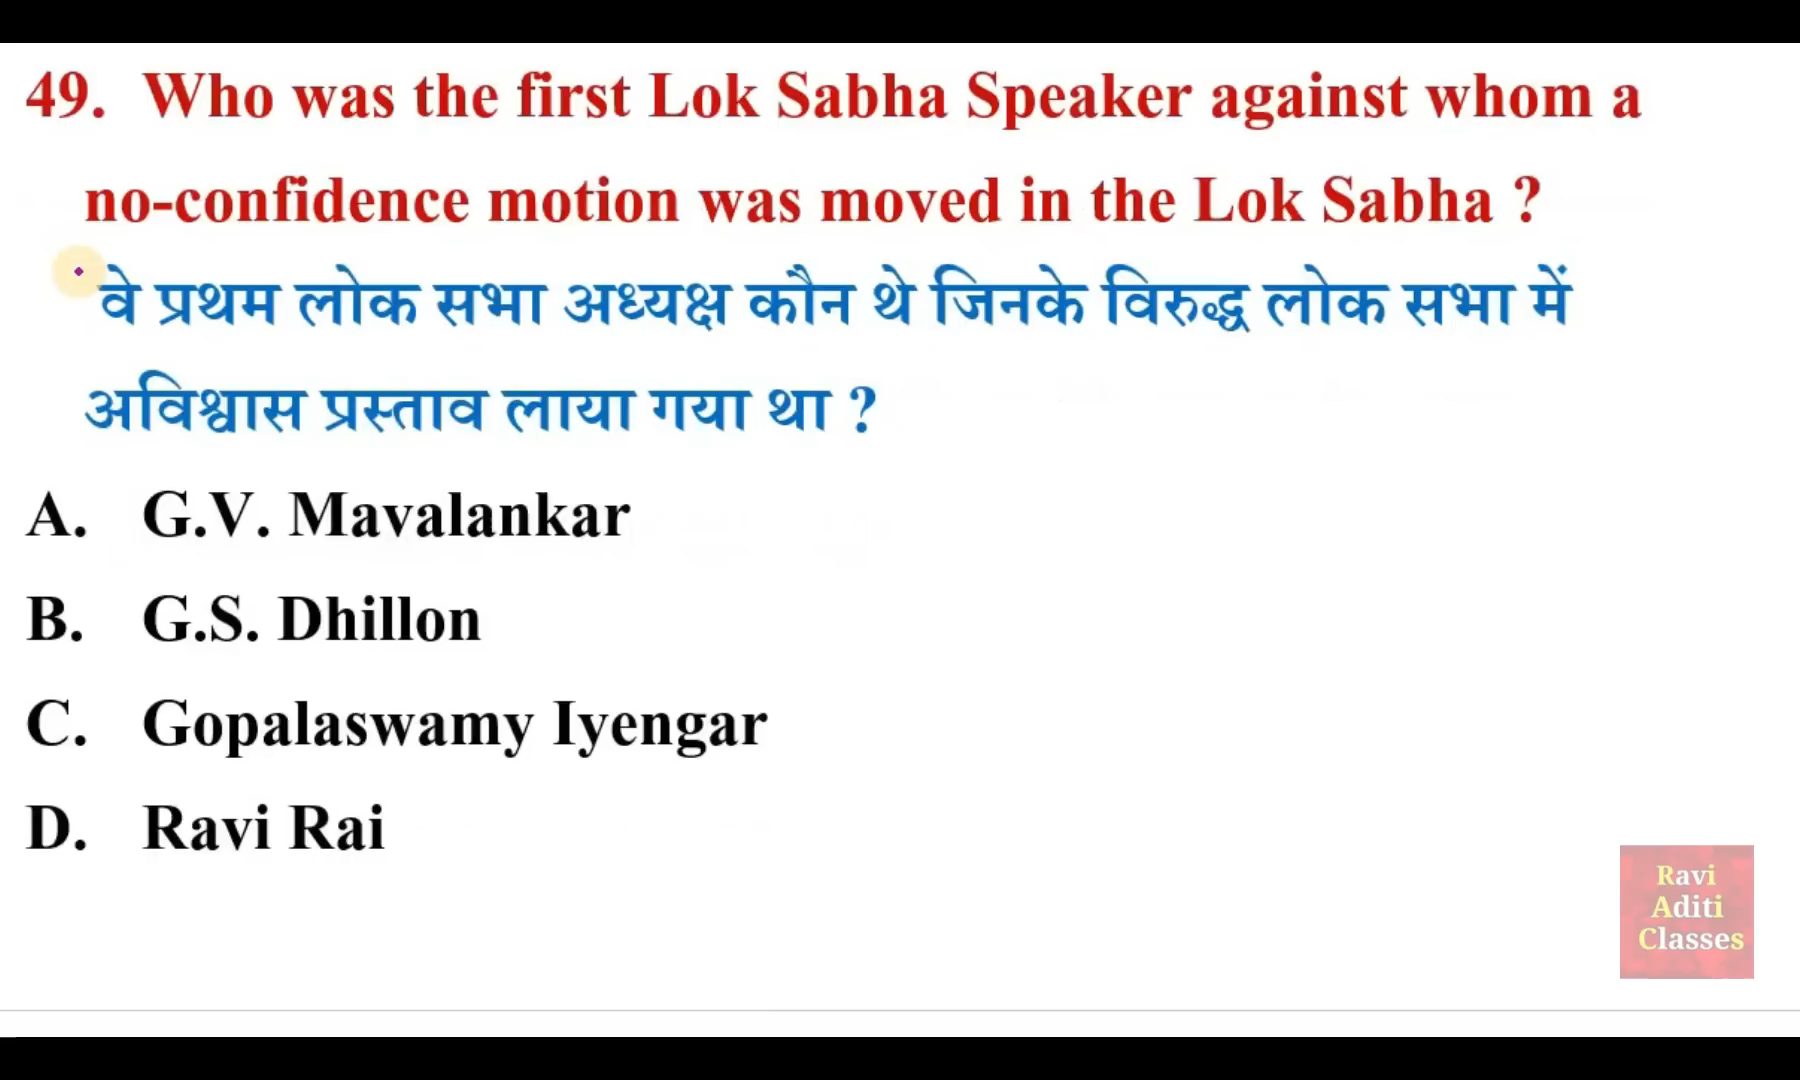 49. Who was the first Lok Sabha Speaker against whom a
no-confidence motion was moved in the Lok Sabha ?
वे प्रथम लोक सभा अध्यक्ष कौन थे जिनके विरुद्ध लोक सभा में
अविश्वास प्रस्ताव लाया गया था ?
A. G.V. Mavalankar
B. G.S. Dhillon
C. Gopalaswamy Iyengar
D. Ravi Rai
Ravi
Aditi
Classes